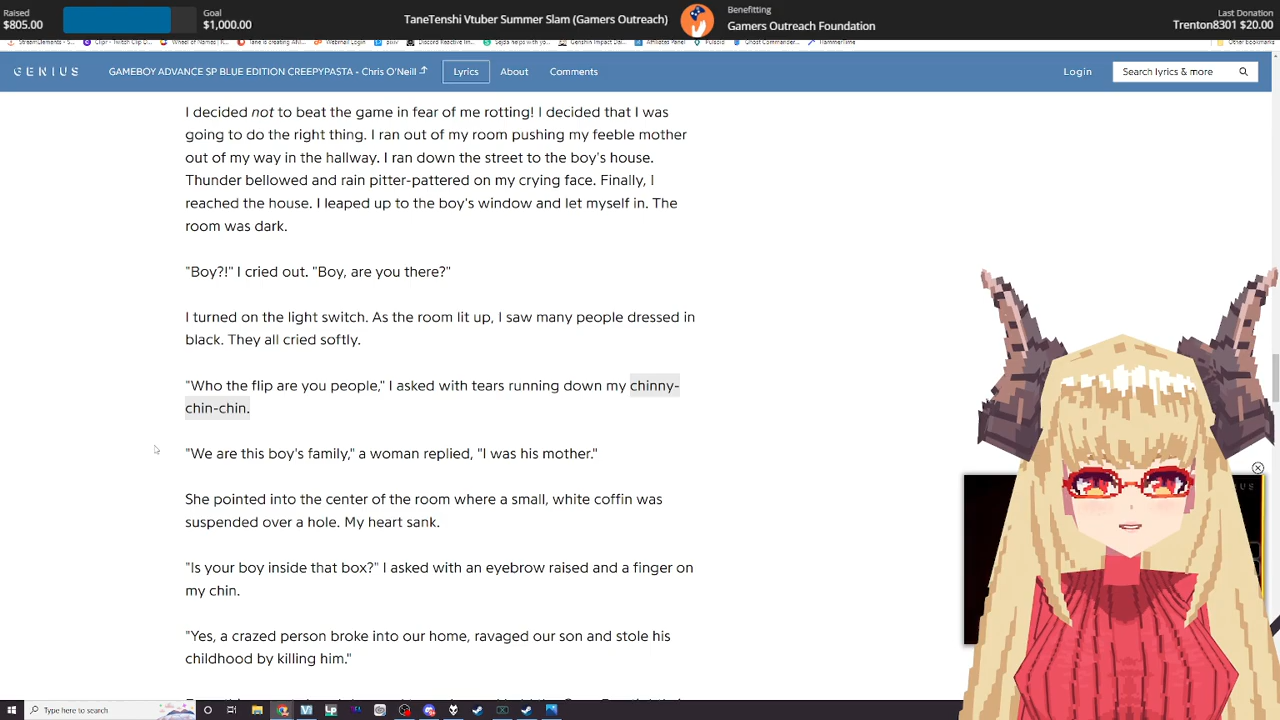 Raised
$805.00
Goal
$1,000.00
TaneTenshi Vtuber Summer Slam (Gamers Outreach)
Benefitting
Gamers Outreach Foundation
Last Donation
Trenton8301 $20.00
Webmail Login
pixiv
Affiliates Panel
Pulsoid
Ghost Commander...
HammerTime
Other bookmarks
GENIUS
GAMEBOY ADVANCE SP BLUE EDITION CREEPYPASTA - Chris O'Neill
Lyrics
About
Comments
Login
Search lyrics & more
I decided not to beat the game in fear of me rotting! I decided that I was
going to do the right thing. I ran out of my room pushing my feeble mother
out of my way in the hallway. I ran down the street to the boy's house.
Thunder bellowed and rain pitter-pattered on my crying face. Finally, I
reached the house. I leaped up to the boy's window and let myself in. The
room was dark.
"Boy?!" I cried out. "Boy, are you there?"
I turned on the light switch. As the room lit up, I saw many people dressed in
black. They all cried softly.
"Who the flip are you people," I asked with tears running down my chinny-
chin-chin.
"We are this boy's family," a woman replied, "I was his mother."
She pointed into the center of the room where a small, white coffin was
suspended over a hole. My heart sank.
"Is your boy inside that box?" I asked with an eyebrow raised and a finger on
my chin.
"Yes, a crazed person broke into our home, ravaged our son and stole his
childhood by killing him."
Type here to search